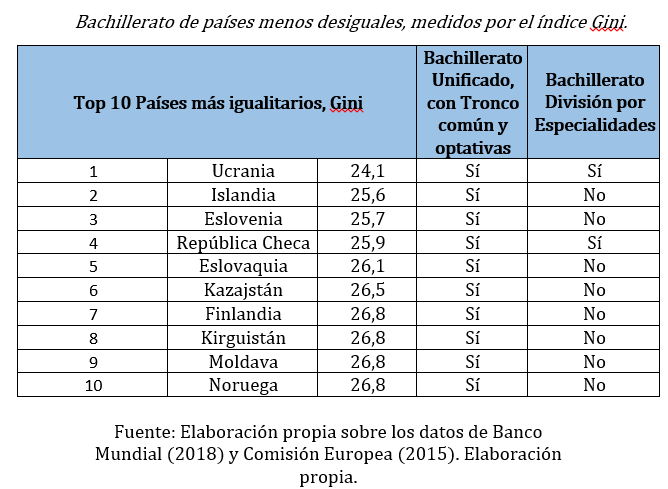 Bachillerato de países menos desiguales, medidos por el índice Gini.
Top 10 Países más igualitarios, Gini
Bachillerato
Unificado,
con Tronco
común y
optativas
Bachillerato
División por
Especialidades
1 Ucrania 24,1 Sí Sí
2 Islandia 25,6 Sí No
3 Eslovenia 25,7 Sí No
4 República Checa 25,9 Sí Sí
5 Eslovaquia 26,1 Sí No
6 Kazajstán 26,5 Sí No
7 Finlandia 26,8 Sí No
8 Kirguistán 26,8 Sí No
9 Moldava 26,8 Sí No
10 Noruega 26,8 Sí No
Fuente: Elaboración propia sobre los datos de Banco
Mundial (2018) y Comisión Europea (2015). Elaboración
propia.